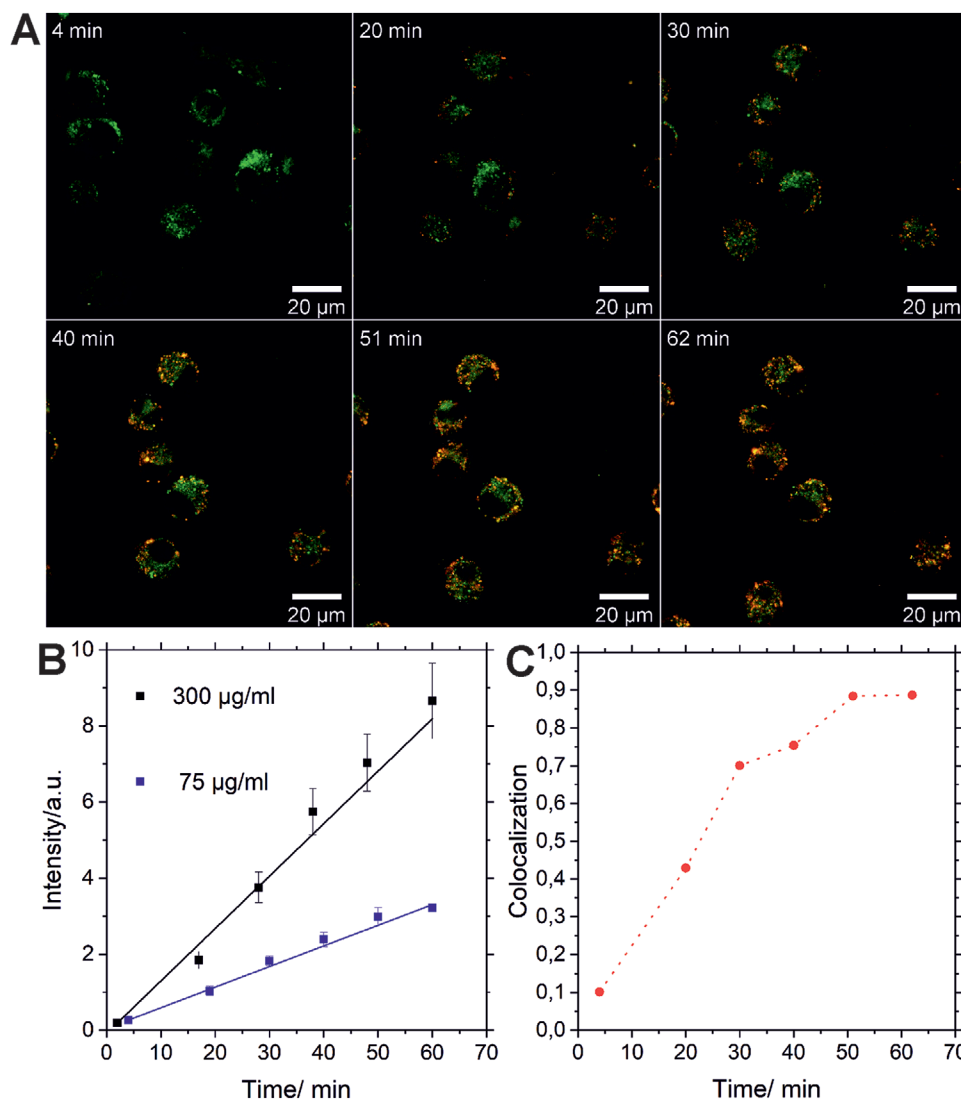 A
4 min
20 min
30 min
20 µm
20 µm
20 µm
40 min
51 min
62 min
20 µm
20 µm
20 µm
B
300 µg/ml
75 µg/ml
Intensity/a.u.
10
8
6
4
2
0
0 10 20 30 40 50 60 70
Time/ min
C
Colocalization
1,0
0,9
0,8
0,7
0,6
0,5
0,4
0,3
0,2
0,1
0,0
0 10 20 30 40 50 60 70
Time/ min